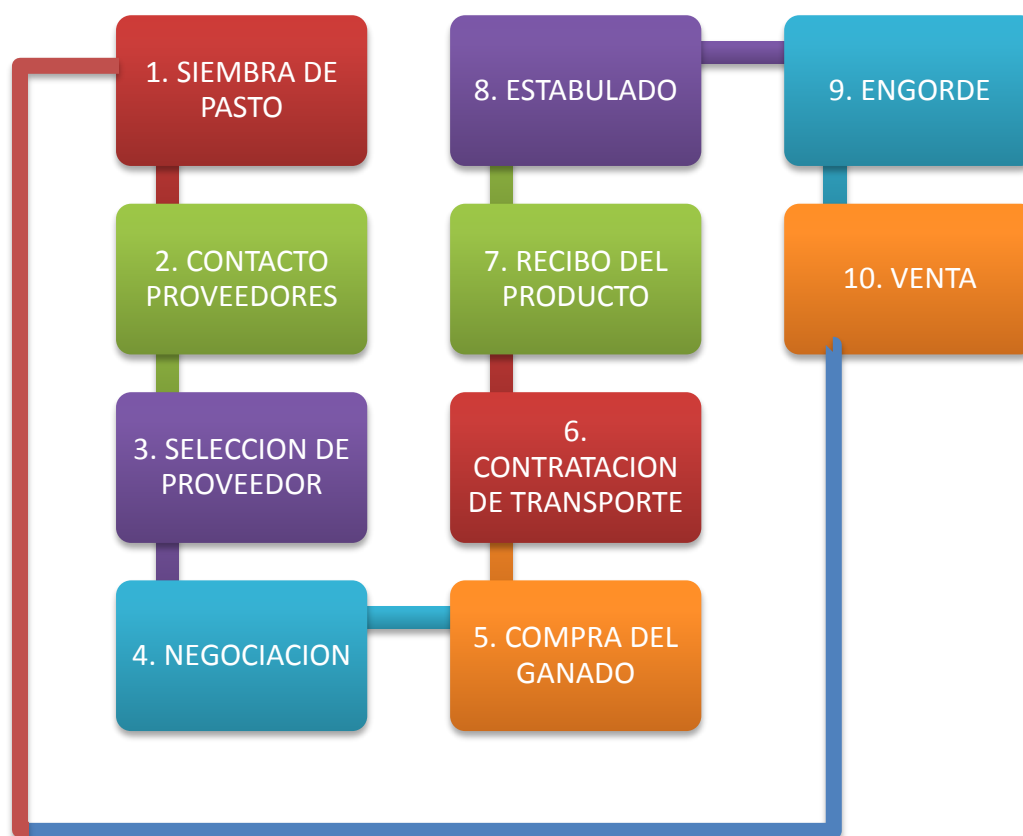 1. SIEMBRA DE
PASTO
2. CONTACTO
PROVEEDORES
3. SELECCION DE
PROVEEDOR
4. NEGOCIACION
5. COMPRA DEL
GANADO
6.
CONTRATACION
DE TRANSPORTE
7. RECIBO DEL
PRODUCTO
8. ESTABULADO
9. ENGORDE
10. VENTA